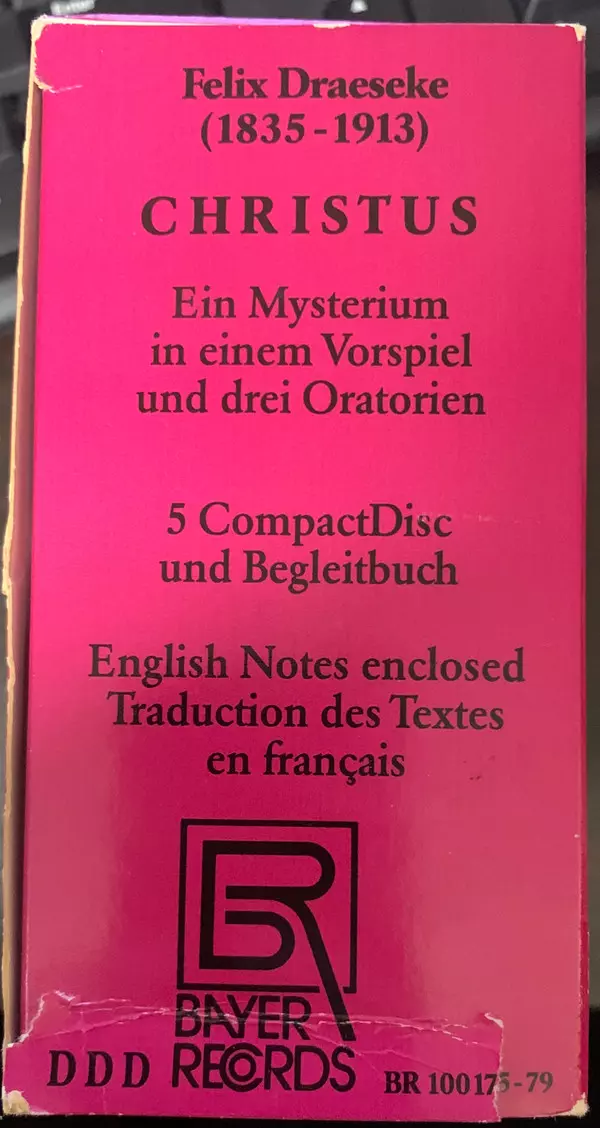 Felix Draeseke
(1835-1913)
CHRISTUS
Ein Mysterium
in einem Vorspiel
und drei Oratorien
5 CompactDisc
und Begleitbuch
English Notes enclosed
Traduction des Textes
en français
BR
BAYER
RECORDS
DDD
BR 100175-79